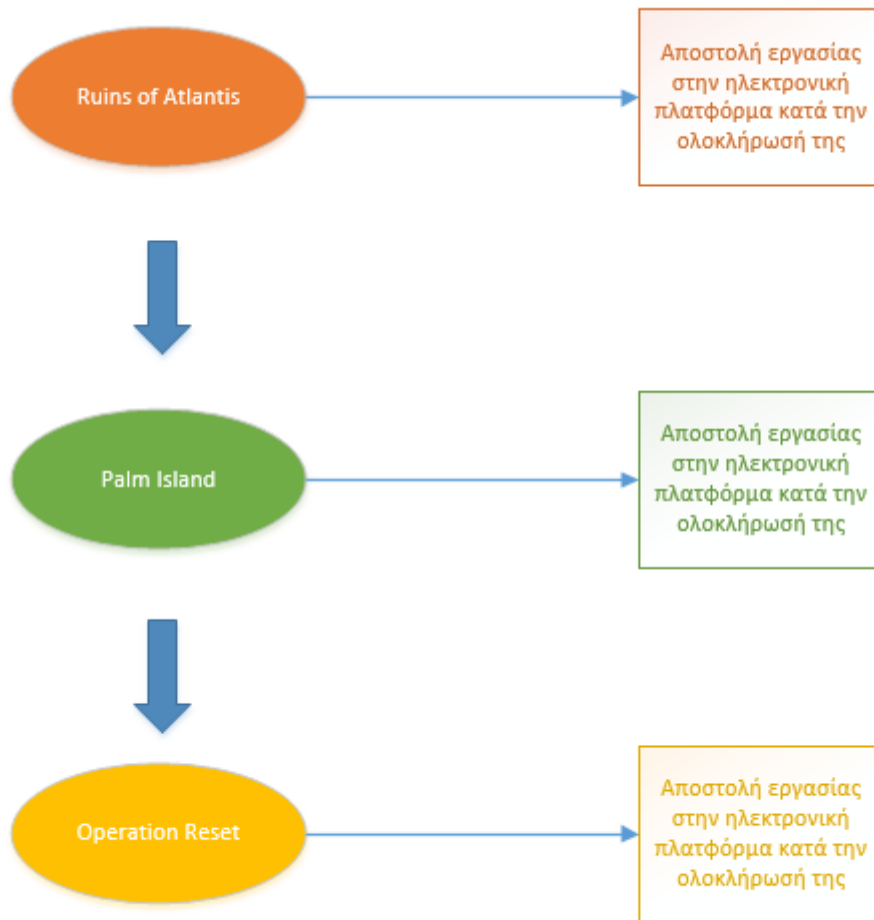 Ruins of Atlantis
Αποστολή εργασίας
στην ηλεκτρονική
πλατφόρμα κατά την
ολοκλήρωσή της
Palm Island
Αποστολή εργασίας
στην ηλεκτρονική
πλατφόρμα κατά την
ολοκλήρωσή της
Operation Reset
Αποστολή εργασίας
στην ηλεκτρονική
πλατφόρμα κατά την
ολοκλήρωσή της